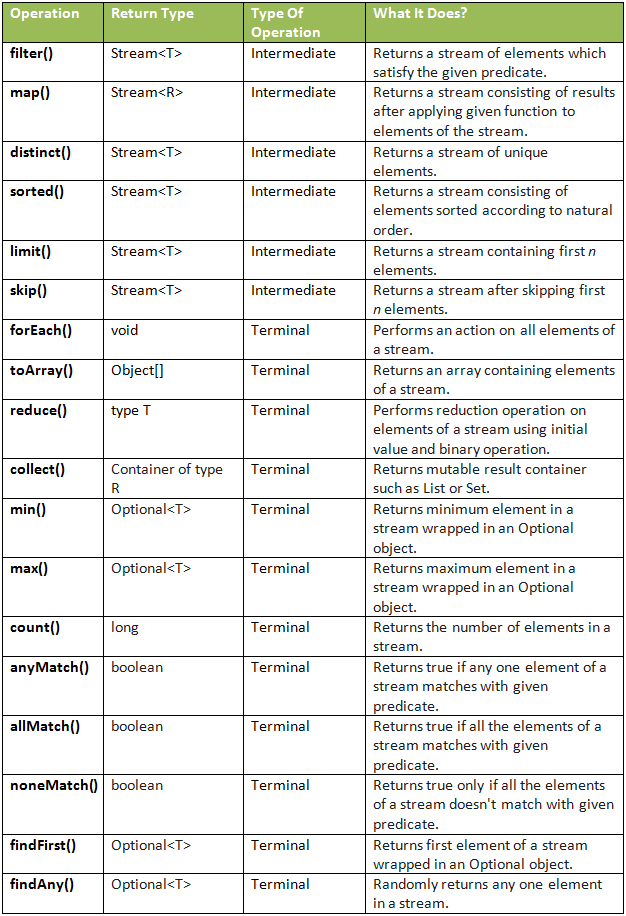 Operation Return Type Type Of Operation What It Does?
filter() Stream<T> Intermediate Returns a stream of elements which
satisfy the given predicate.
map() Stream<R> Intermediate Returns a stream consisting of results
after applying given function to
elements of the stream.
distinct() Stream<T> Intermediate Returns a stream of unique
elements.
sorted() Stream<T> Intermediate Returns a stream consisting of
elements sorted according to natural
order.
limit() Stream<T> Intermediate Returns a stream containing first n
elements.
skip() Stream<T> Intermediate Returns a stream after skipping first
n elements.
forEach() void Terminal Performs an action on all elements of
a stream.
toArray() Object[] Terminal Returns an array containing elements
of a stream.
reduce() type T Terminal Performs reduction operation on
elements of a stream using initial
value and binary operation.
collect() Container of type R Terminal Returns mutable result container
such as List or Set.
min() Optional<T> Terminal Returns minimum element in a
stream wrapped in an Optional
object.
max() Optional<T> Terminal Returns maximum element in a
stream wrapped in an Optional
object.
count() long Terminal Returns the number of elements in a
stream.
anyMatch() boolean Terminal Returns true if any one element of a
stream matches with given
predicate.
allMatch() boolean Terminal Returns true if all the elements of a
stream matches with given
predicate.
noneMatch() boolean Terminal Returns true only if all the elements
of a stream doesn't match with given
predicate.
findFirst() Optional<T> Terminal Returns first element of a stream
wrapped in an Optional object.
findAny() Optional<T> Terminal Randomly returns any one element
in a stream.